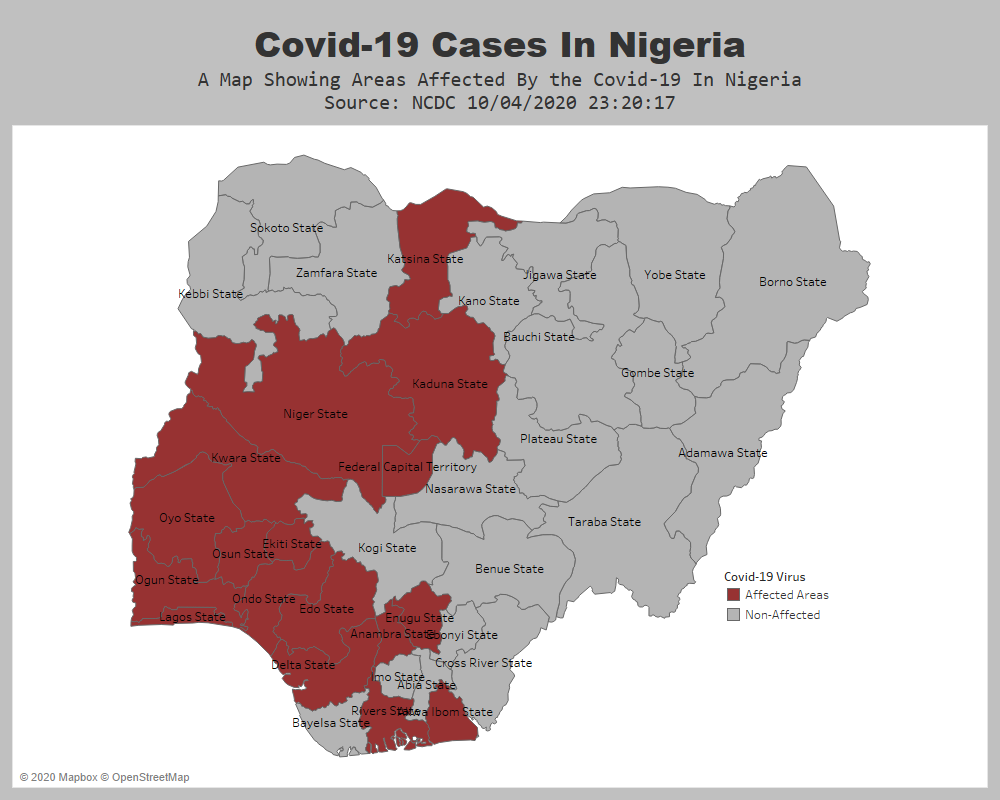 Covid-19 Cases In Nigeria
A Map Showing Areas Affected By the Covid-19 In Nigeria
Source: NCDC 10/04/2020 23:20:17
Sokoto State
Katsina State
Zamfara State
Jigawa State
Yobe State
Borno State
Kebbi State
Kano State
Bauchi State
Gombe State
Kaduna State
Niger State
Plateau State
Adamawa State
Kwara State
Federal Capital Territory
Nasarawa State
Oyo State
Taraba State
Ekiti State
Kogi State
Osun State
Benue State
Ogun State
Ondo State
Edo State
Lagos State
Enugu State
Anambra State
Ebonyi State
Delta State
Cross River State
Imo State
Abia State
Rivers State
Akwa Ibom State
Bayelsa State
Covid-19 Virus
Affected Areas
Non-Affected
© 2020 Mapbox © OpenStreetMap